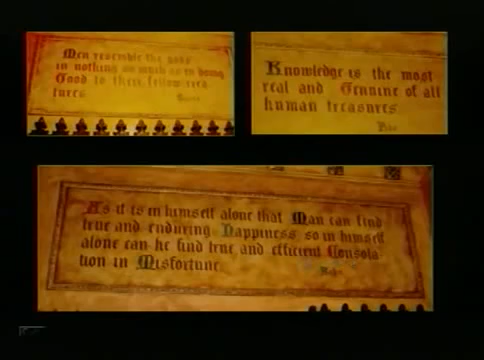 Men resemble the gods
in nothing so much as in doing
Good to their fellow crea
tures
Knowledge is the most
real and Genuine of all
human treasures
As it is in himself alone that Man can find
true and enduring Happiness so in himself
alone can he find true and efficient Consola-
tion in Misfortune